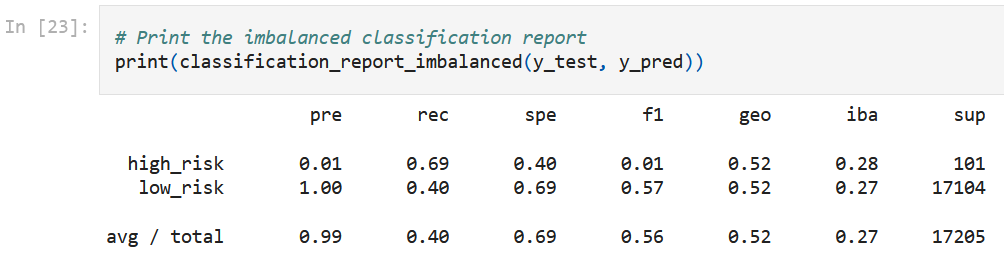 In [23]:
# Print the imbalanced classification report
print(classification_report_imbalanced(y_test, y_pred))
pre rec spe f1 geo iba sup
high_risk 0.01 0.69 0.40 0.01 0.52 0.28 101
low_risk 1.00 0.40 0.69 0.57 0.52 0.27 17104
avg / total 0.99 0.40 0.69 0.56 0.52 0.27 17205